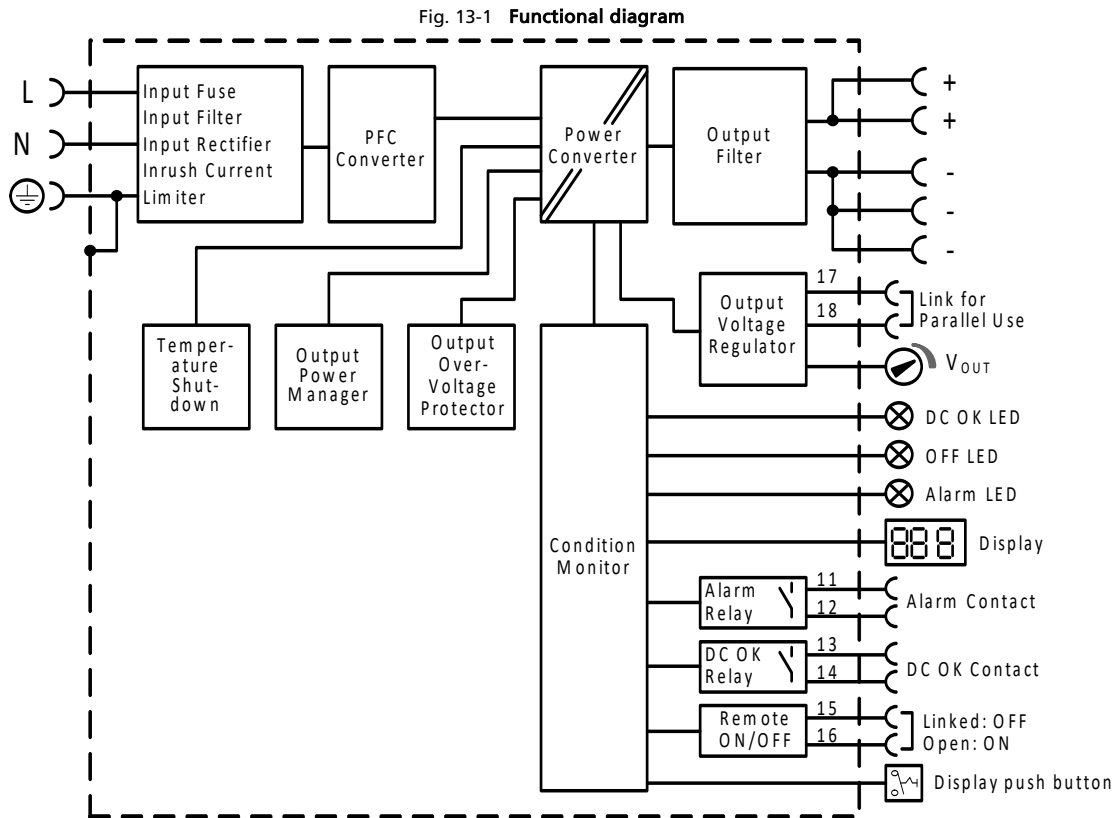 Fig. 13-1 Functional diagram
L
N
Input Fuse
Input Filter
Input Rectifier
Inrush Current
Limiter
PFC
Converter
Power
Converter
Output
Filter
+
+
-
-
-
Temper-
ature
Shut-
down
Output
Power
Manager
Output
Over-
Voltage
Protector
Output
Voltage
Regulator
17
18
Link for
Parallel Use
VOUT
Condition
Monitor
DC OK LED
OFF LED
Alarm LED
888
Display
Alarm
Relay
11
12
Alarm Contact
DC OK
Relay
13
14
DC OK Contact
Remote
ON/OFF
15
16
Linked: OFF
Open: ON
Display push button